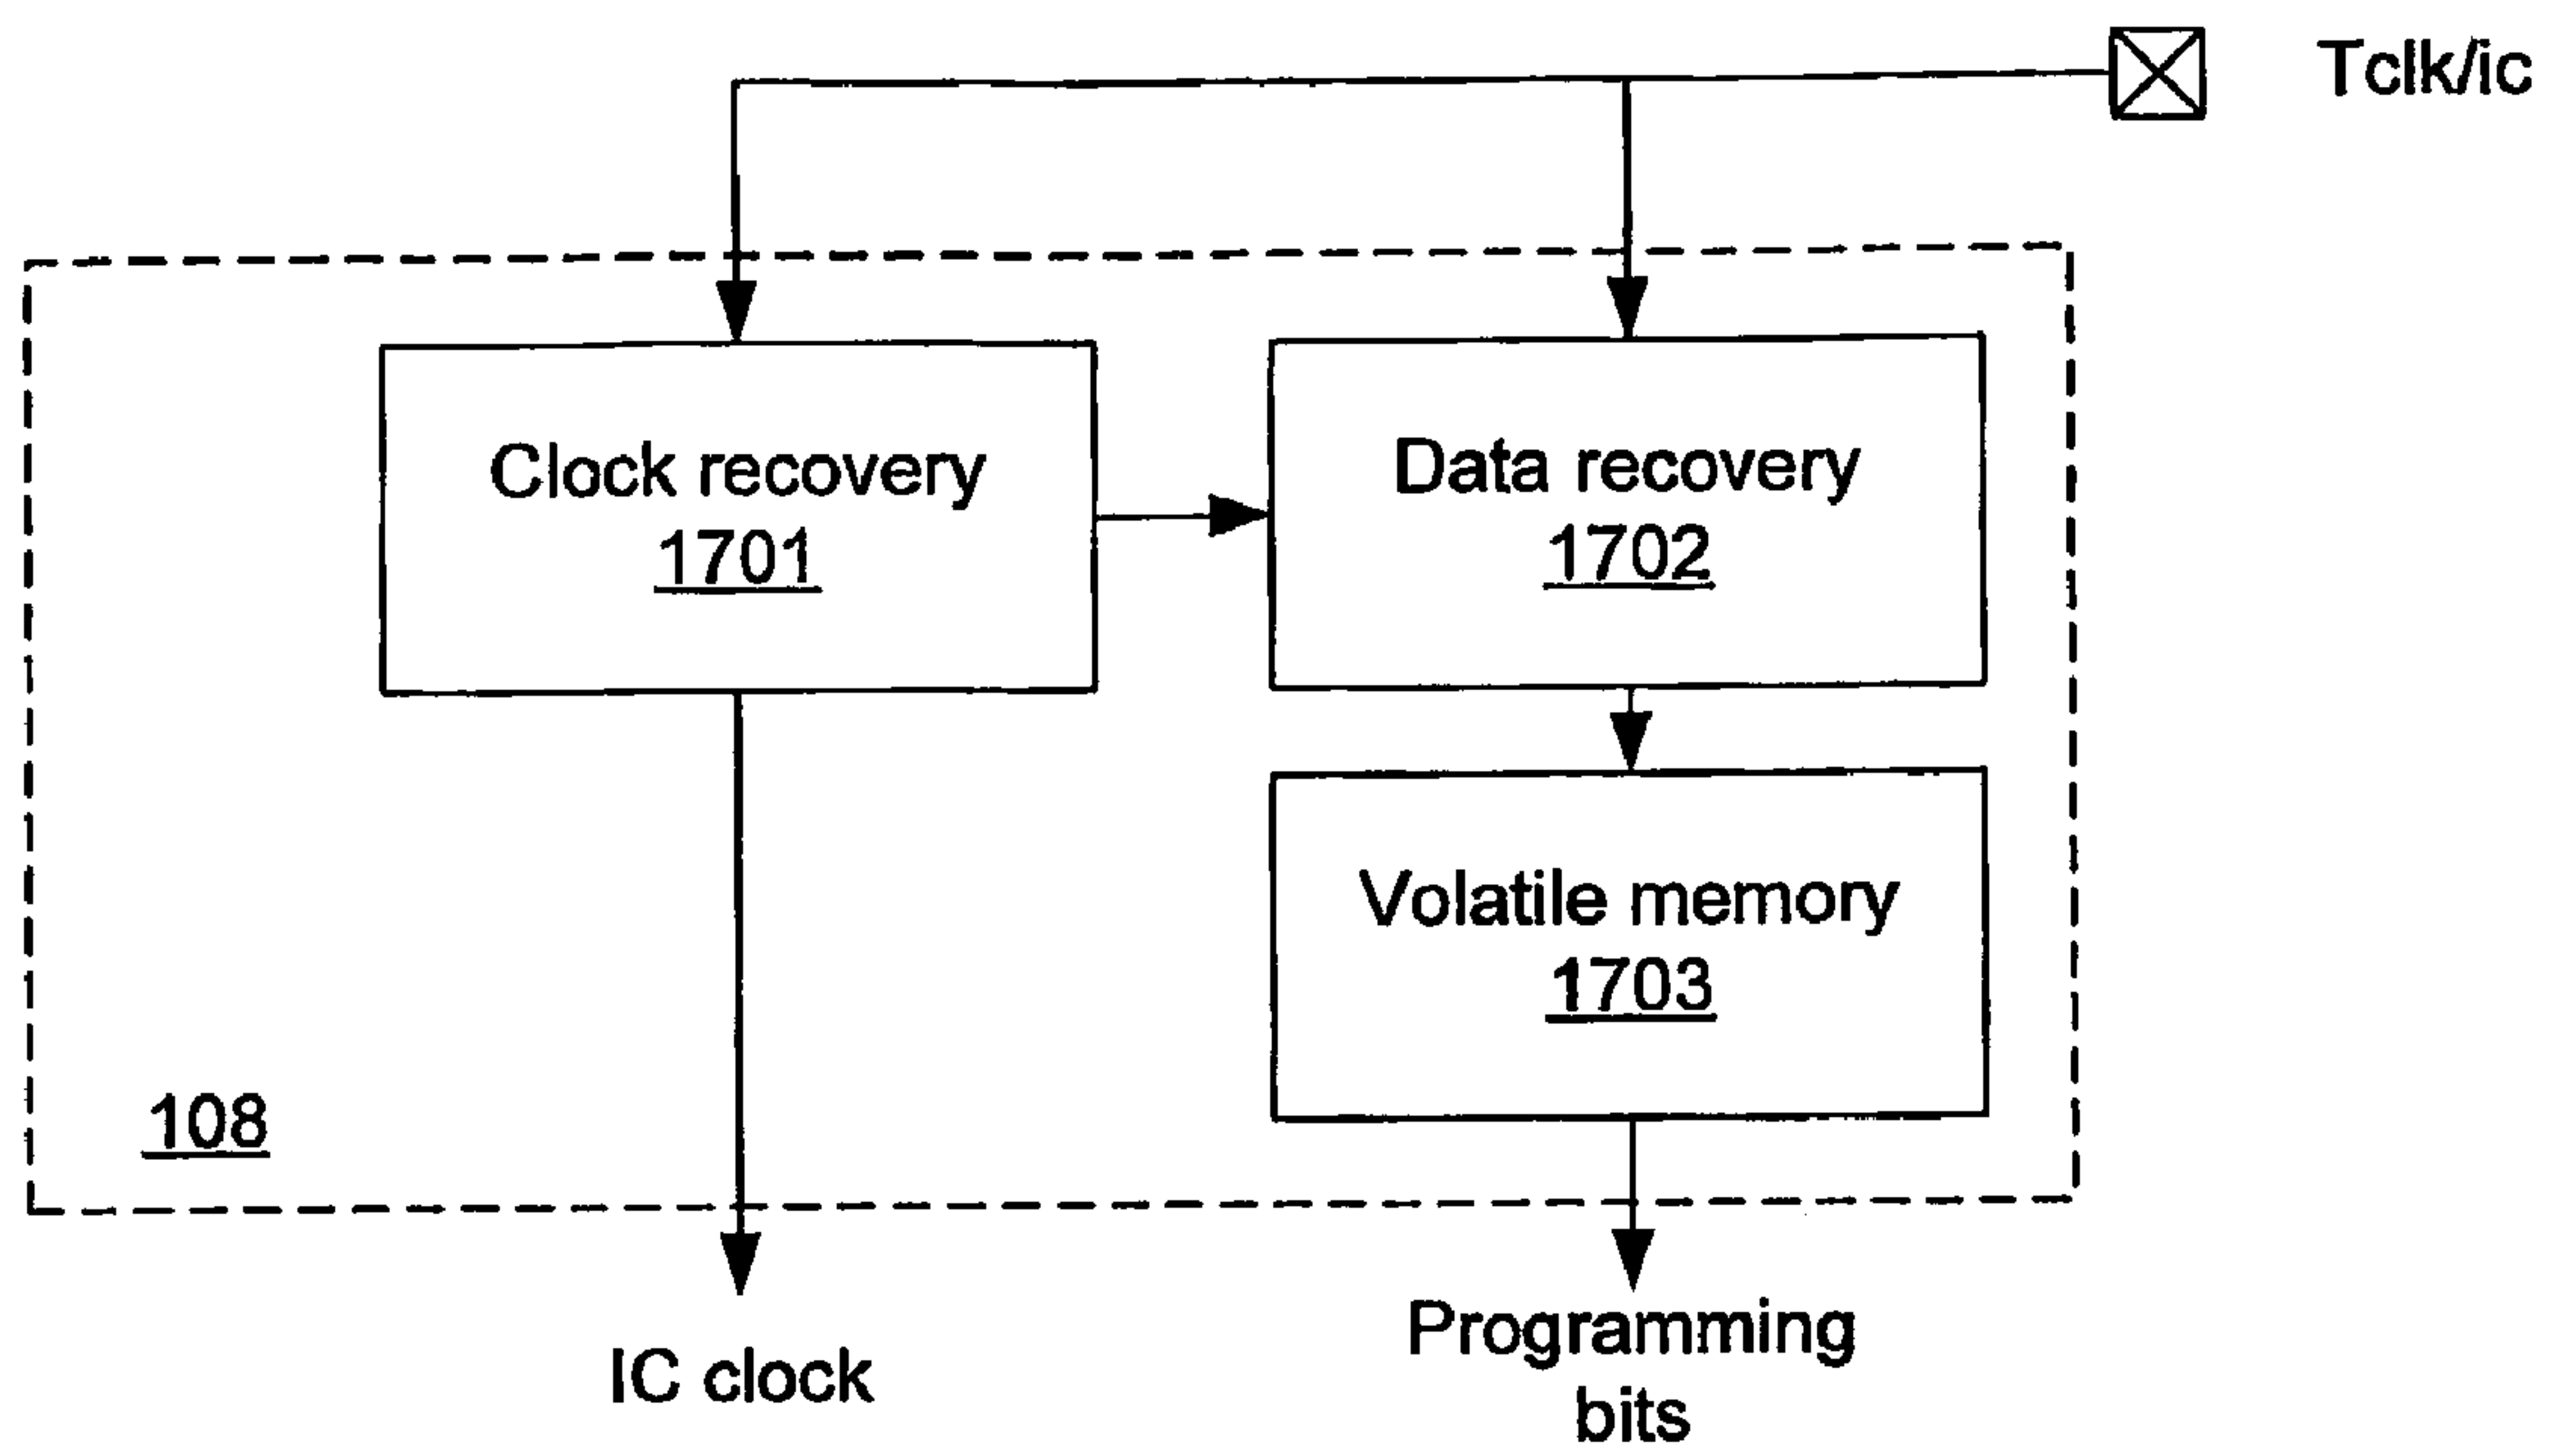 Tclk/ic
Clock recovery
1701
Data recovery
1702
Volatile memory
1703
108
IC clock
Programming
bits